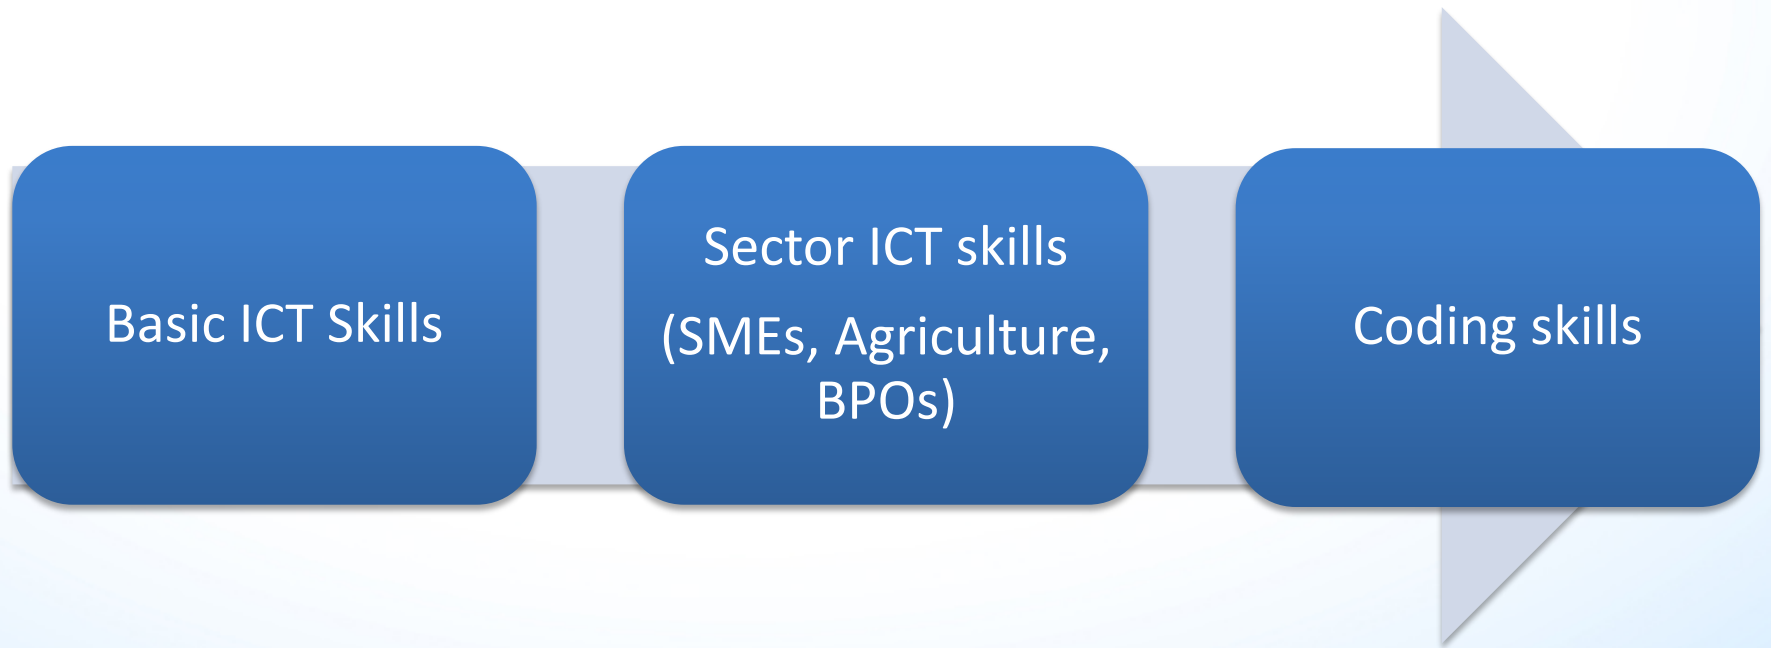 Basic ICT Skills
Sector ICT skills
(SMEs, Agriculture,
BPOs)
Coding skills